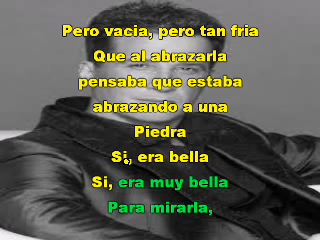 Pero vacia, pero tan fria
Que al abrazarla
pensaba que estaba
abrazando a una
Piedra
Si, era bella
Si, era muy bella
Para mirarla,